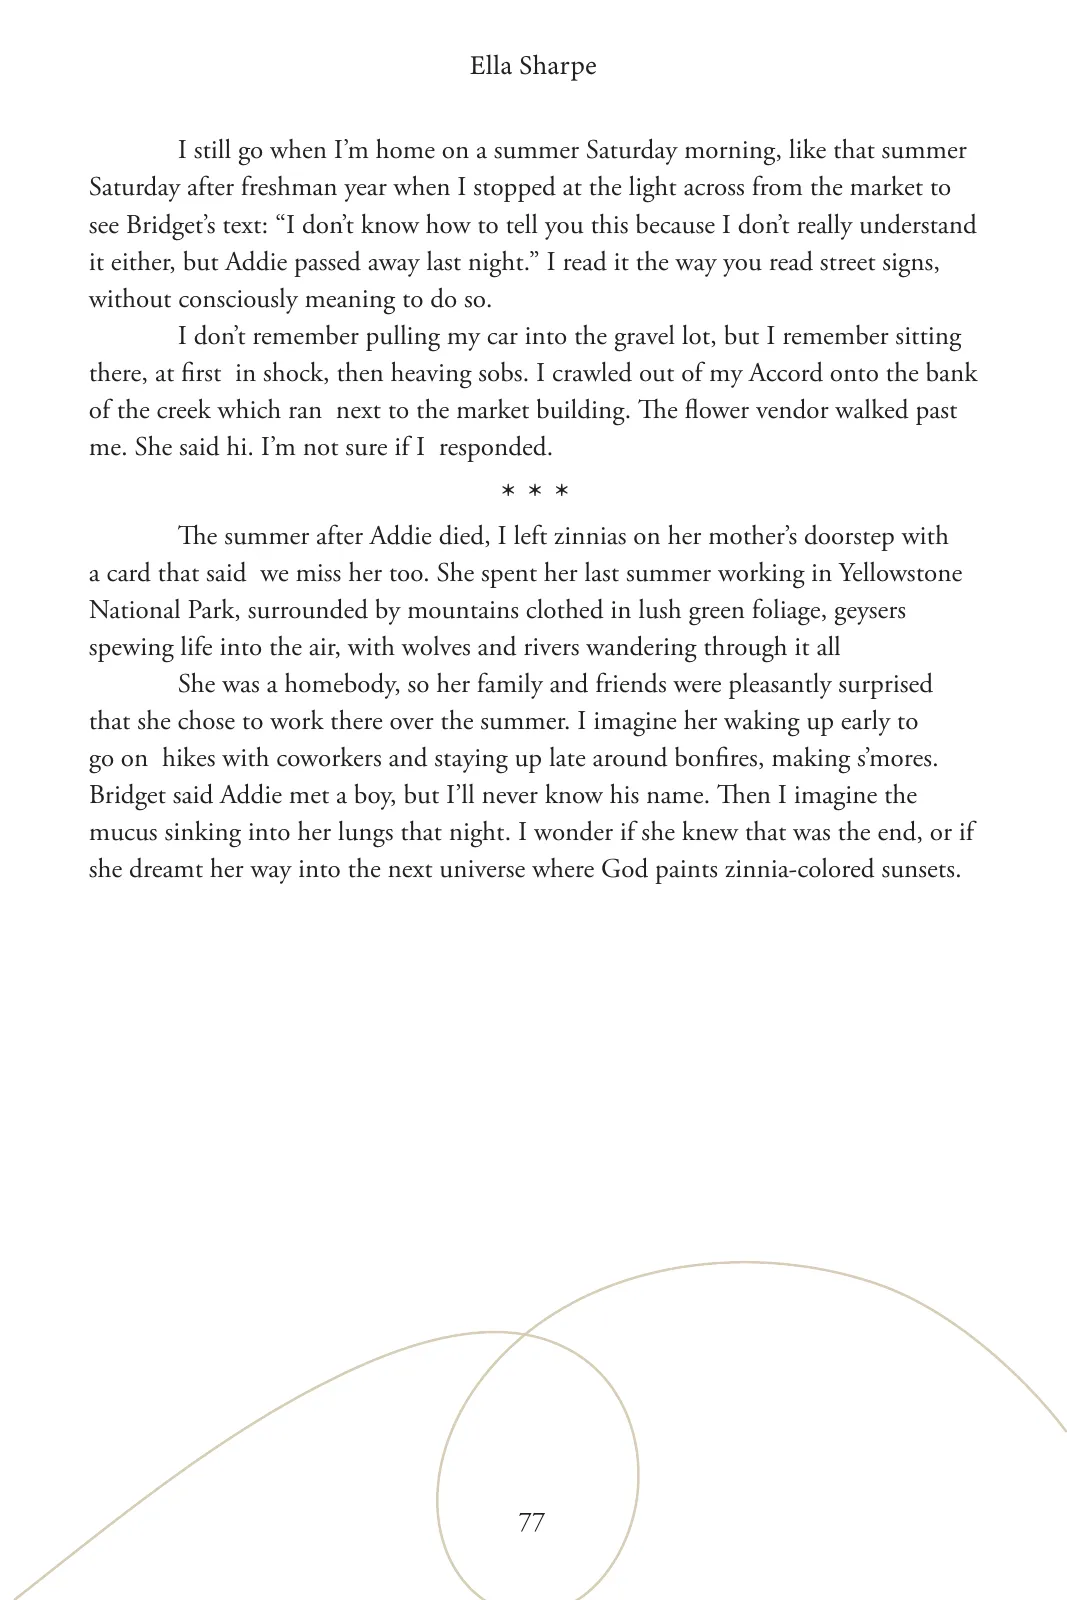 Ella Sharpe
I still go when I’m home on a summer Saturday morning, like that summer
Saturday after freshman year when I stopped at the light across from the market to
see Bridget’s text: “I don’t know how to tell you this because I don’t really understand
it either, but Addie passed away last night.” I read it the way you read street signs,
without consciously meaning to do so.
I don’t remember pulling my car into the gravel lot, but I remember sitting
there, at first  in shock, then heaving sobs. I crawled out of my Accord onto the bank
of the creek which ran  next to the market building. The flower vendor walked past
me. She said hi. I’m not sure if I  responded.
* * *
The summer after Addie died, I left zinnias on her mother’s doorstep with
a card that said  we miss her too. She spent her last summer working in Yellowstone
National Park, surrounded by mountains clothed in lush green foliage, geysers
spewing life into the air, with wolves and rivers wandering through it all
She was a homebody, so her family and friends were pleasantly surprised
that she chose to work there over the summer. I imagine her waking up early to
go on  hikes with coworkers and staying up late around bonfires, making s’mores.
Bridget said Addie met a boy, but I’ll never know his name. Then I imagine the
mucus sinking into her lungs that night. I wonder if she knew that was the end, or if
she dreamt her way into the next universe where God paints zinnia-colored sunsets.
77